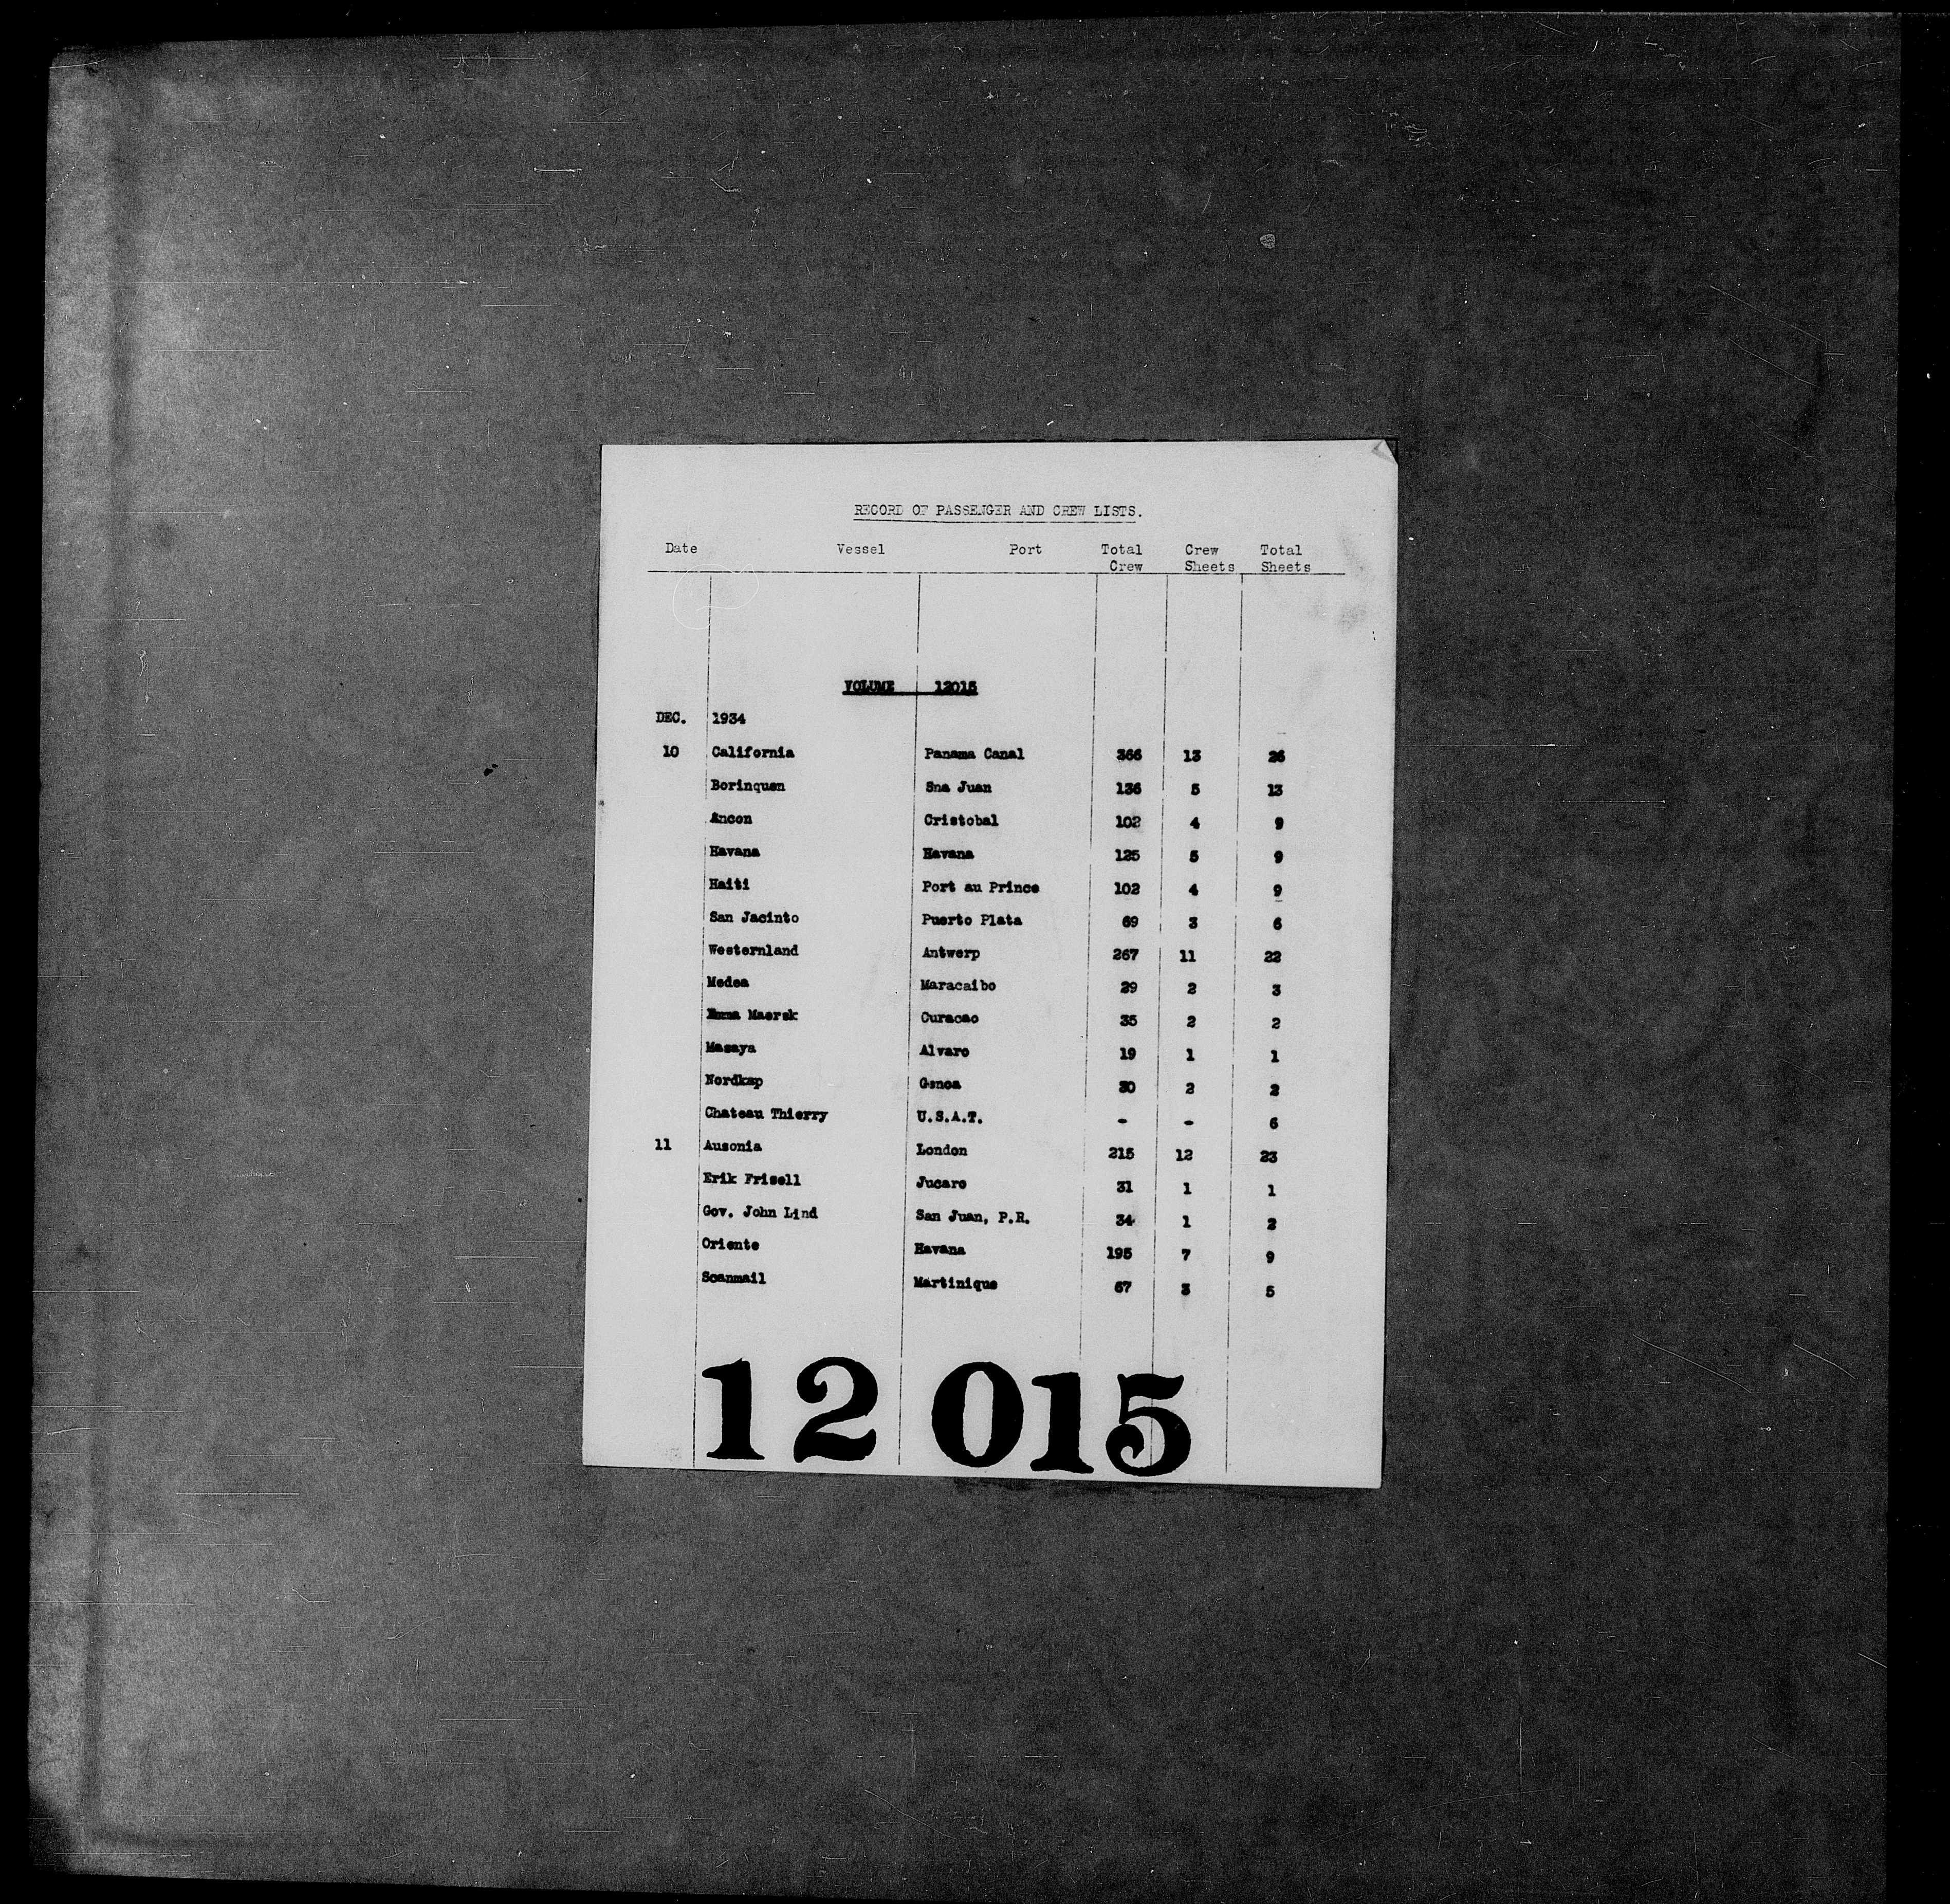 RECORD OF PASSENGER AND CREW LISTS.
Date Vessel Port Total Crew Total
Crew Sheets Sheets
VOLUME 12015
DEC. 1934
10 California Panama Canal 366 13 26
Borinquen Sna Juan 136 5 13
Ancon Cristobal 102 4 9
Havana Havana 125 5 9
Haiti Port au Prince 102 4 9
San Jacinto Puerto Plata 69 3 6
Westernland Antwerp 267 11 22
Medea Maracaibo 29 2 3
Emma Maersk Curacao 35 2 2
Masaya Alvaro 19 1 1
Nordkap Genoa 30 2 2
Chateau Thierry U.S.A.T. - - 6
11 Ausonia London 215 12 23
Erik Frisell Jucaro 31 1 1
Gov. John Lind San Juan, P.R. 34 1 2
Oriente Havana 195 7 9
Scanmail Martinique 67 3 5
12 015